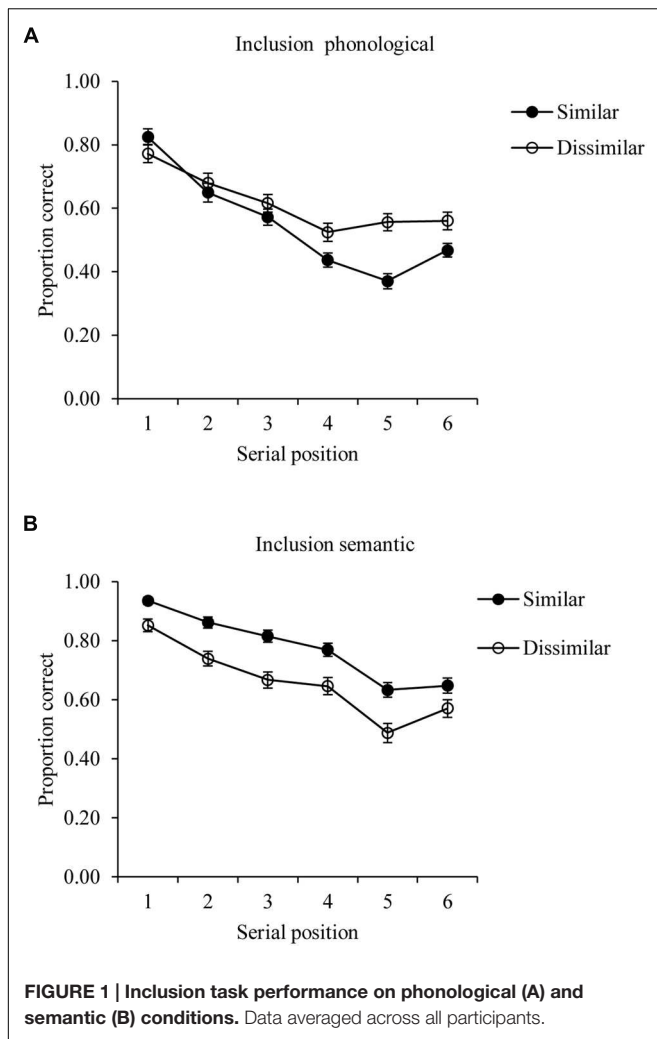 A
Inclusion phonological
1.00
0.80
0.60
0.40
0.20
0.00
Proportion correct
1 2 3 4 5 6
Serial position
Similar
Dissimilar
B
Inclusion semantic
1.00
0.80
0.60
0.40
0.20
0.00
Proportion correct
1 2 3 4 5 6
Serial position
Similar
Dissimilar
FIGURE 1 | Inclusion task performance on phonological (A) and
semantic (B) conditions. Data averaged across all participants.